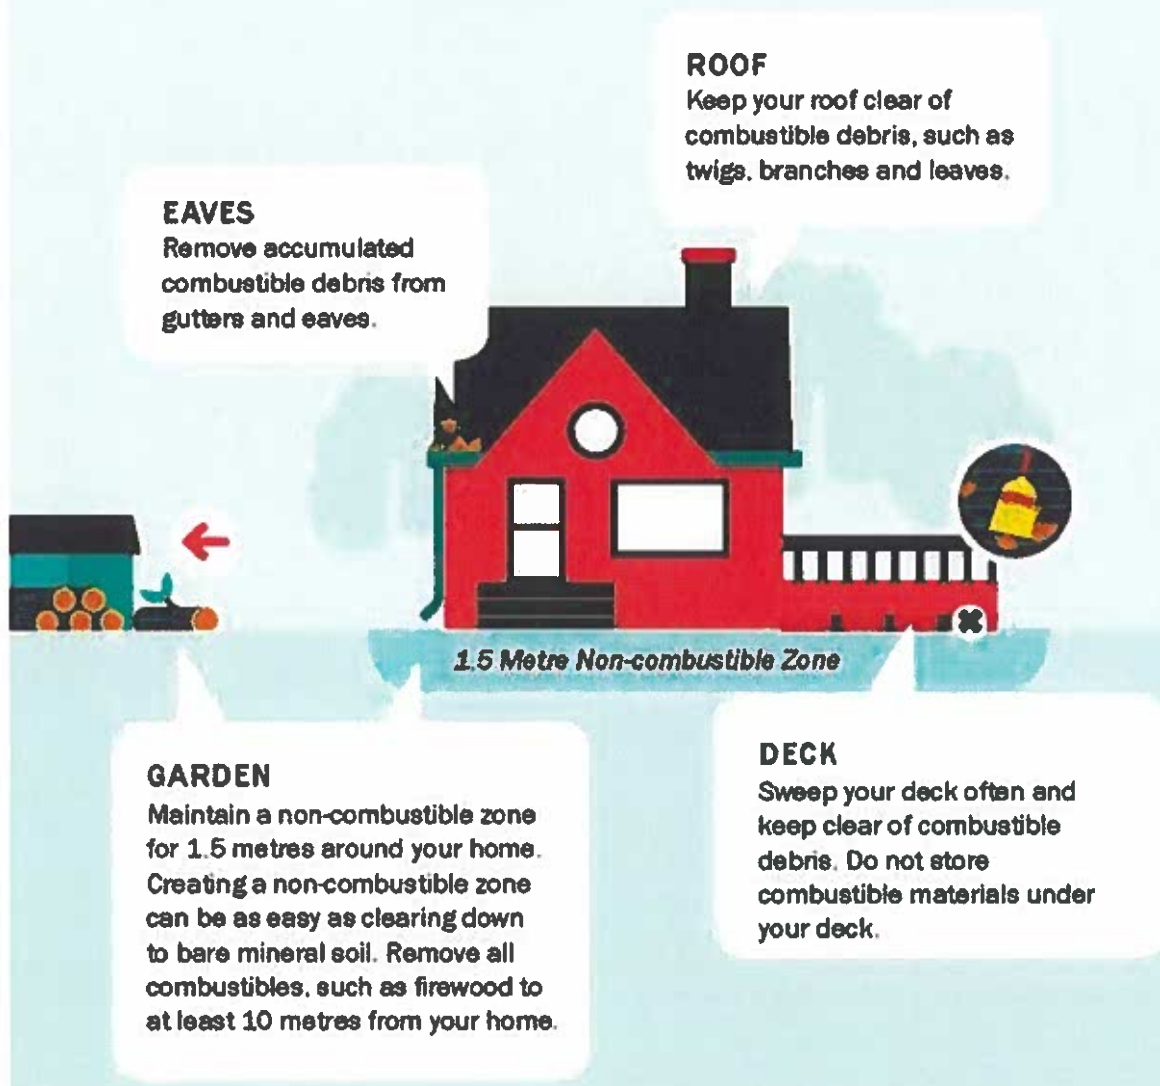 ROOF
Keep your roof clear of
combustible debris, such as
twigs, branches and leaves.
EAVES
Remove accumulated
combustible debris from
gutters and eaves.
1.5 Metre Non-combustible Zone
GARDEN
Maintain a non-combustible zone
for 1.5 metres around your home.
Creating a non-combustible zone
can be as easy as clearing down
to bare mineral soil. Remove all
combustibles, such as firewood to
at least 10 metres from your home.
DECK
Sweep your deck often and
keep clear of combustible
debris. Do not store
combustible materials under
your deck.